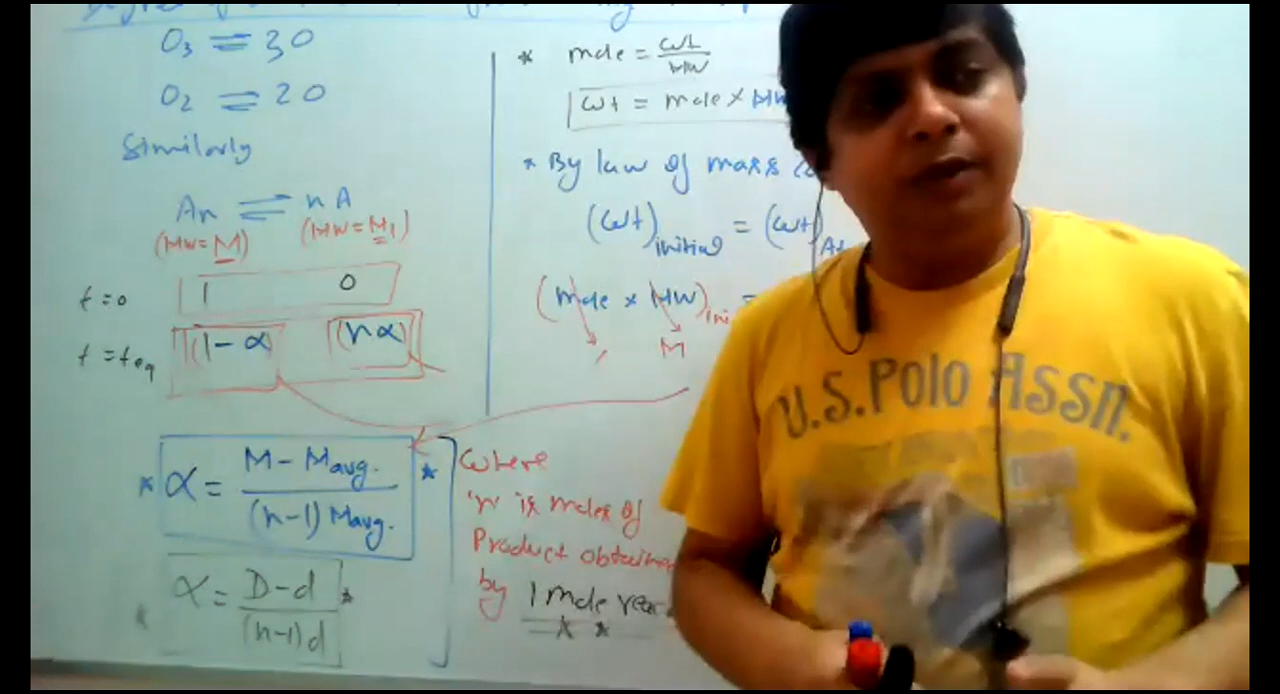 O₃ ⇌ 3O
O₂ ⇌ 2O
Similarly
An ⇌ nA
(MW = M) (MW = M₁)
t = 0 1 0
t = teq (1-α) (nα)
* α = M - Mavg. / (n-1) Mavg. *
α = D-d / (n-1)d *
* mole = wt / MW
wt = mole × MW
* By law of mass
(wt)initial = (wt)At
(mole × MW)ini =
M
where
'n' is moles of
Product
by 1 mole
U.S. POLO ASSN.